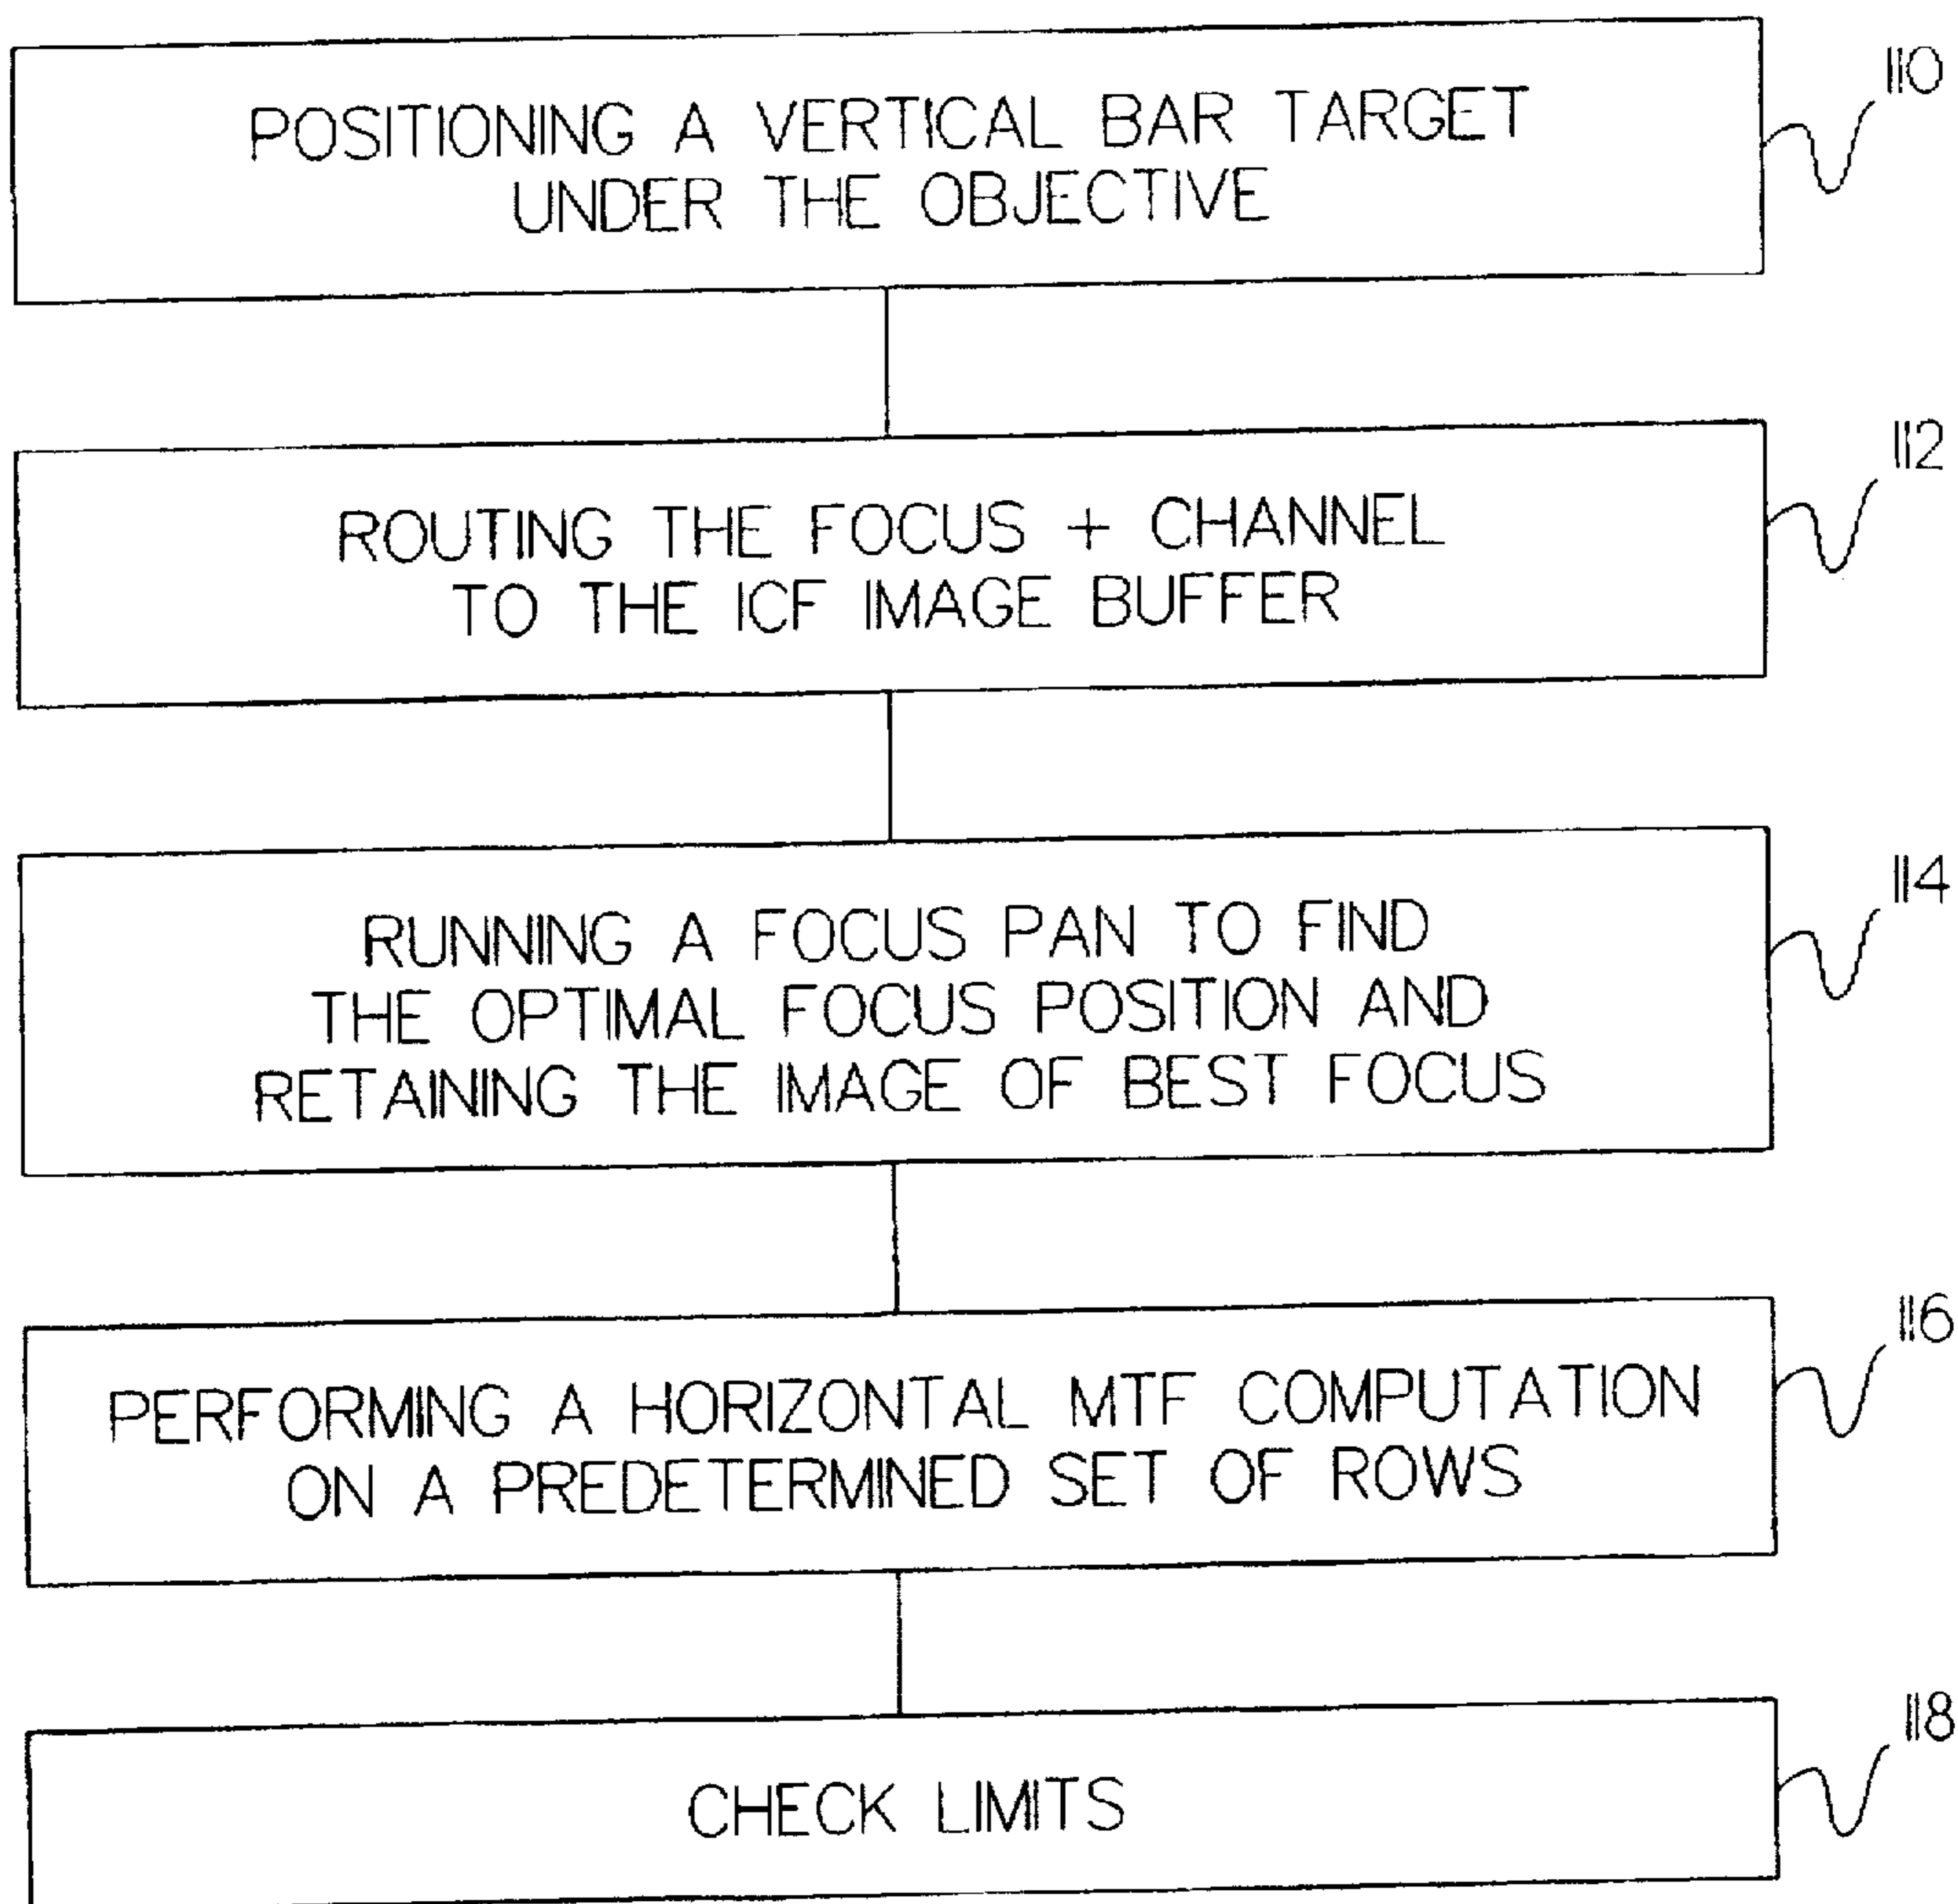 110
POSITIONING A VERTICAL BAR TARGET
UNDER THE OBJECTIVE
112
ROUTING THE FOCUS + CHANNEL
TO THE ICF IMAGE BUFFER
114
RUNNING A FOCUS PAN TO FIND
THE OPTIMAL FOCUS POSITION AND
RETAINING THE IMAGE OF BEST FOCUS
116
PERFORMING A HORIZONTAL MTF COMPUTATION
ON A PREDETERMINED SET OF ROWS
118
CHECK LIMITS